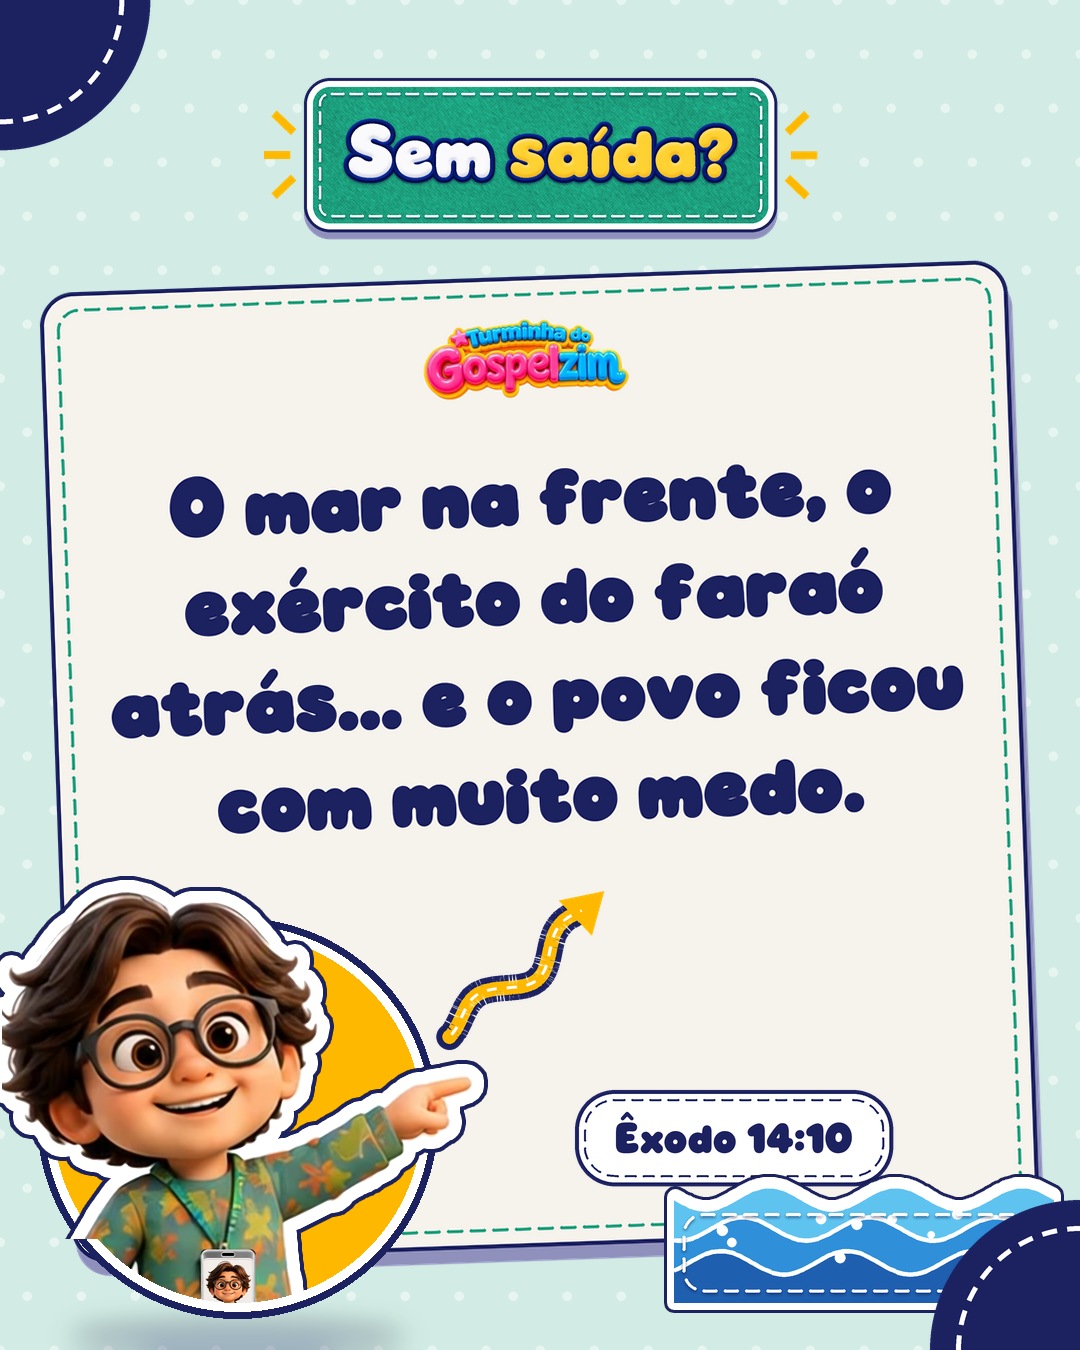 Sem saída?
Turminha do
Gospelzim
O mar na frente, o
exército do faraó
atrás... e o povo ficou
com muito medo.
Êxodo 14:10